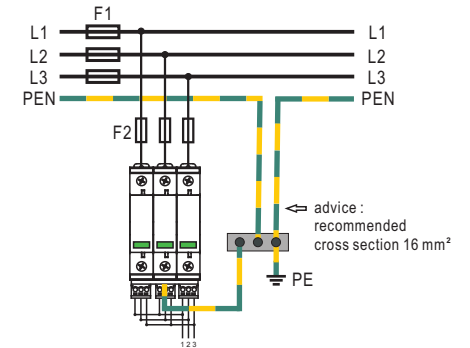 F1
L1 L1
L2 L2
L3 L3
PEN PEN
F2
advice :
recommended
cross section 16 mm²
PE
1 2 3